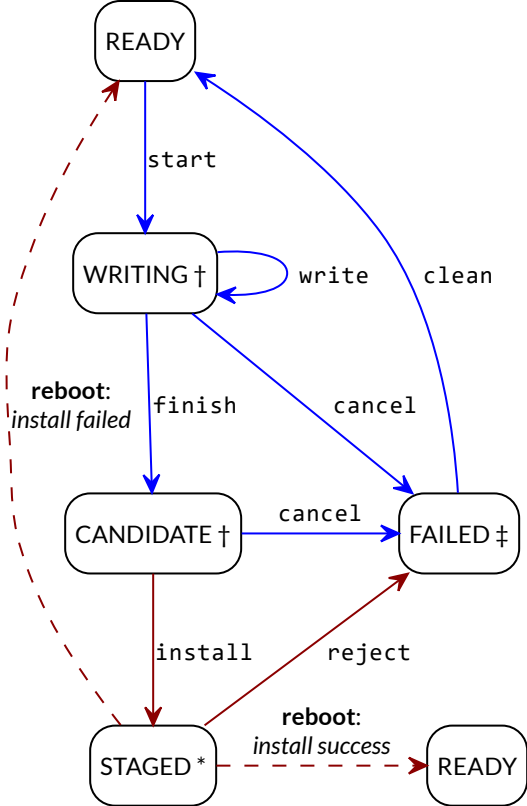 READY
start
WRITING †
write
clean
reboot:
install failed
finish
cancel
CANDIDATE †
cancel
FAILED ‡
install
reject
reboot:
install success
STAGED *
READY